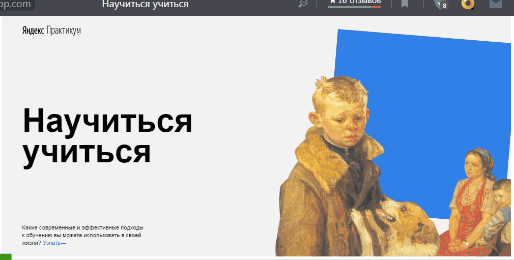 op.com
Научиться учиться
★ 16 отзывов
8
Яндекс Практикум
Научиться
учиться
Какие современные и эффективные подходы
к обучению вы можете использовать в своей
жизни? Узнать—